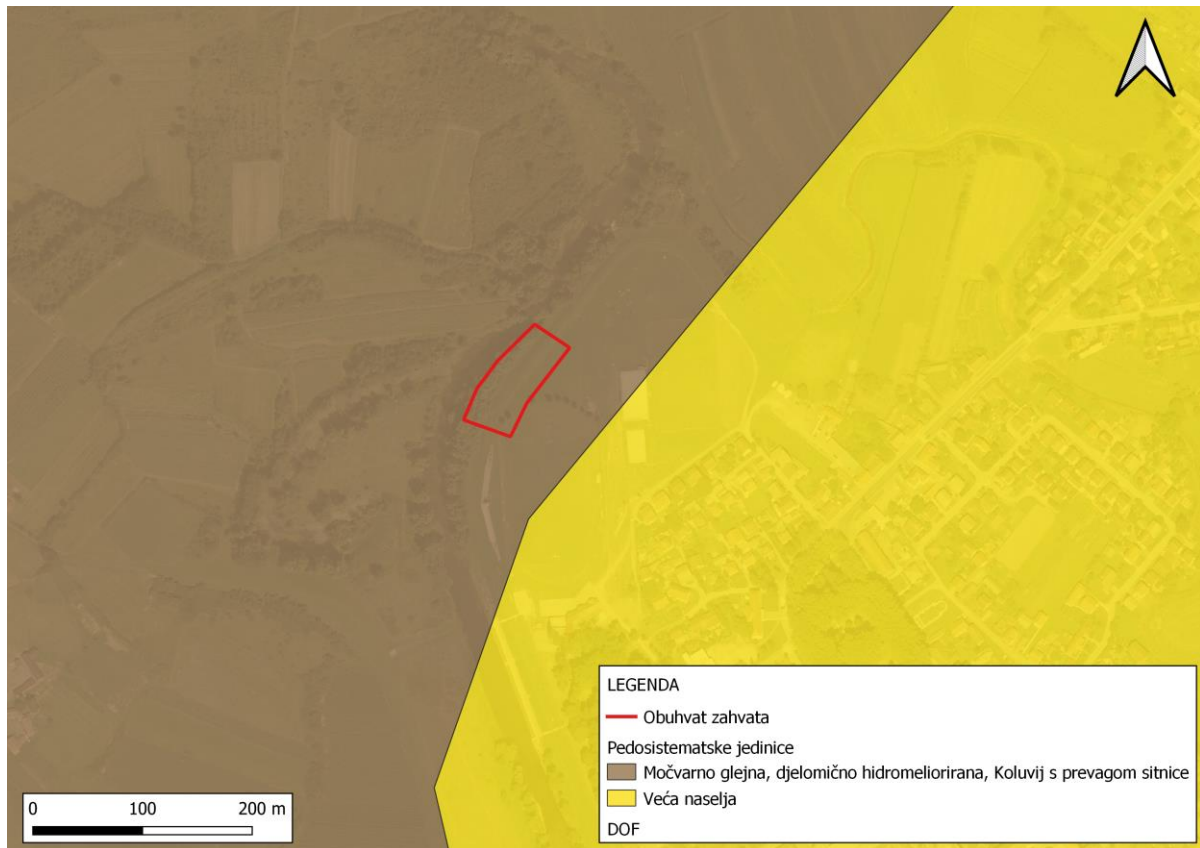 LEGENDA
Obuhvat zahvata
Pedosistematske jedinice
Močvarno glejna, djelomično hidromeliorirana, Koluvij s prevagom sitnice
Veća naselja
DOF
0 100 200 m